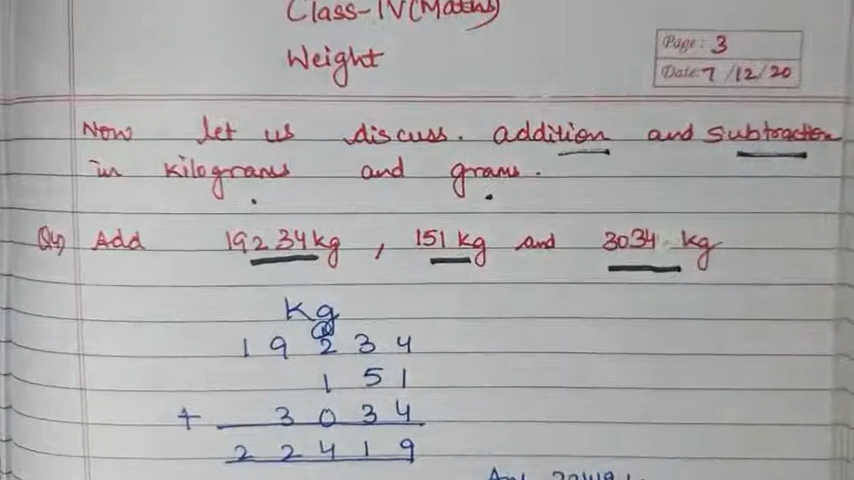 Class-IV (Maths)
Weight
Page: 3
Date: 7/12/20
Now let us discuss. addition and subtraction
in kilograms and grams.
Q4) Add 19234 kg, 151 kg and 3034 kg
Kg
1
1 9 2 3 4
1 5 1
+ 3 0 3 4
2 2 4 1 9